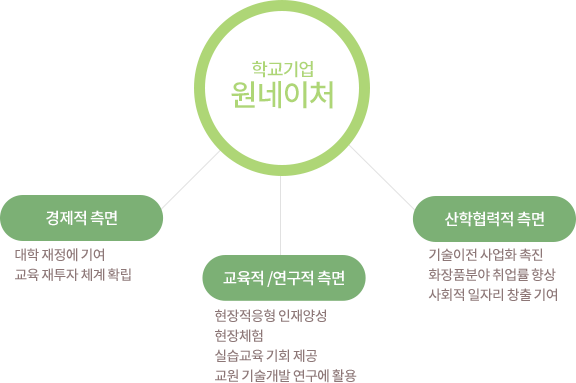 학교기업
원네이처
경제적 측면
대학 재정에 기여
교육 재투자 체계 확립
교육적 /연구적 측면
현장적응형 인재양성
현장체험
실습교육 기회 제공
교원 기술개발 연구에 활용
산학협력적 측면
기술이전 사업화 촉진
화장품분야 취업률 향상
사회적 일자리 창출 기여